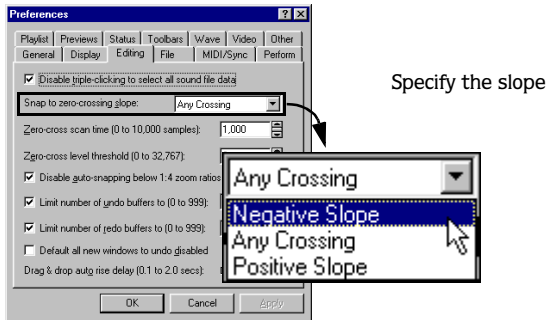 Preferences
Playlist Previews Status Toolbars Wave Video Other
General Display Editing File MIDI/Sync Perform
Disable triple-clicking to select all sound file data
Snap to zero-crossing slope: Any Crossing
Specify the slope
Zero-cross scan time (0 to 10,000 samples): 1,000
Zero-cross level threshold (0 to 32,767):
Disable auto-snapping below 1:4 zoom ratios
Limit number of undo buffers to (0 to 999):
Limit number of redo buffers to (0 to 999):
Default all new windows to undo disabled
Drag & drop auto rise delay (0.1 to 2.0 secs):
Any Crossing
Negative Slope
Any Crossing
Positive Slope
OK Cancel Apply